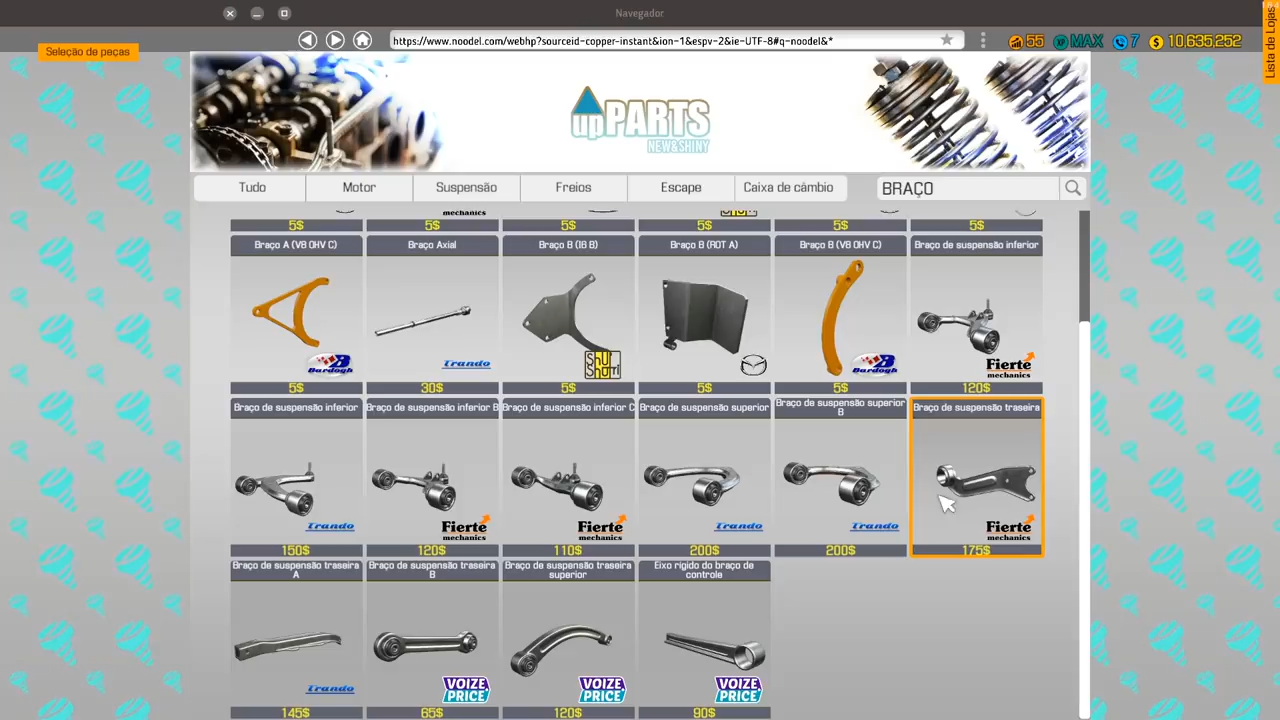 Navegador
Lista de Lojas
Seleção de peças
https://www.noodel.com/webhp?sourceid-copper-instant&ion-1&espv-2&ie-UTF-8#q-noodel&*
55
MAX
7
10,635,252
upPARTS
NEW&SHINY
Tudo
Motor
Suspensão
Freios
Escape
Caixa de câmbio
BRAÇO
mechanics
5$
5$
5$
5$
5$
5$
Braço A (V8 OHV C)
Braço Axial
Braço B (I6 B)
Braço B (ROT A)
Braço B (V8 OHV C)
Braço de suspensão inferior
Bardogh
Trando
Bardogh
Fierte
mechanics
5$
30$
5$
5$
5$
120$
Braço de suspensão inferior
Braço de suspensão inferior B
Braço de suspensão inferior C
Braço de suspensão superior
Braço de suspensão superior
B
Braço de suspensão traseira
Trando
Fierte
mechanics
Fierte
mechanics
Trando
Trando
Fierte
mechanics
150$
120$
110$
200$
200$
175$
Braço de suspensão traseira
A
Braço de suspensão traseira
B
Braço de suspensão traseira
superior
Eixo rígido do braço de
controle
Trando
VOIZE
PRICE
VOIZE
PRICE
VOIZE
PRICE
145$
65$
120$
90$